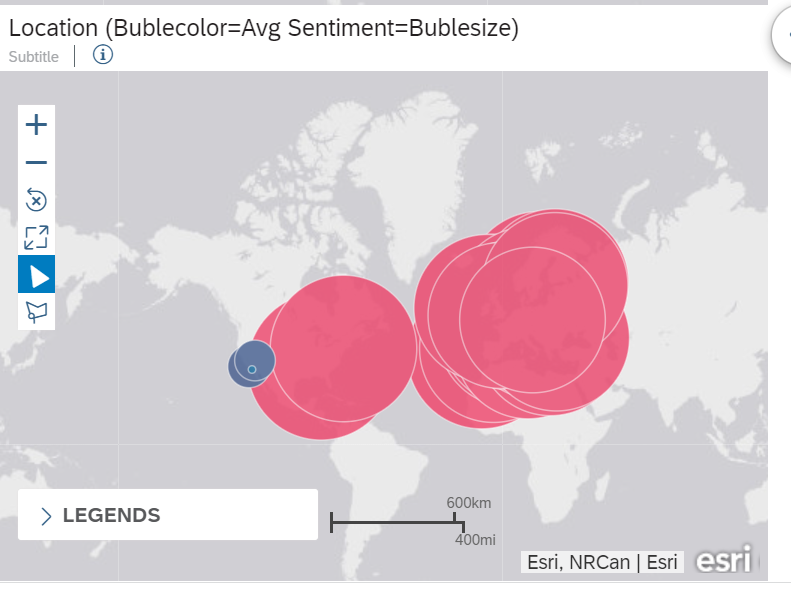 Location (Bublecolor=Avg Sentiment=Bublesize)
Subtitle
LEGENDS
600km
400mi
Esri, NRCan | Esri
esri